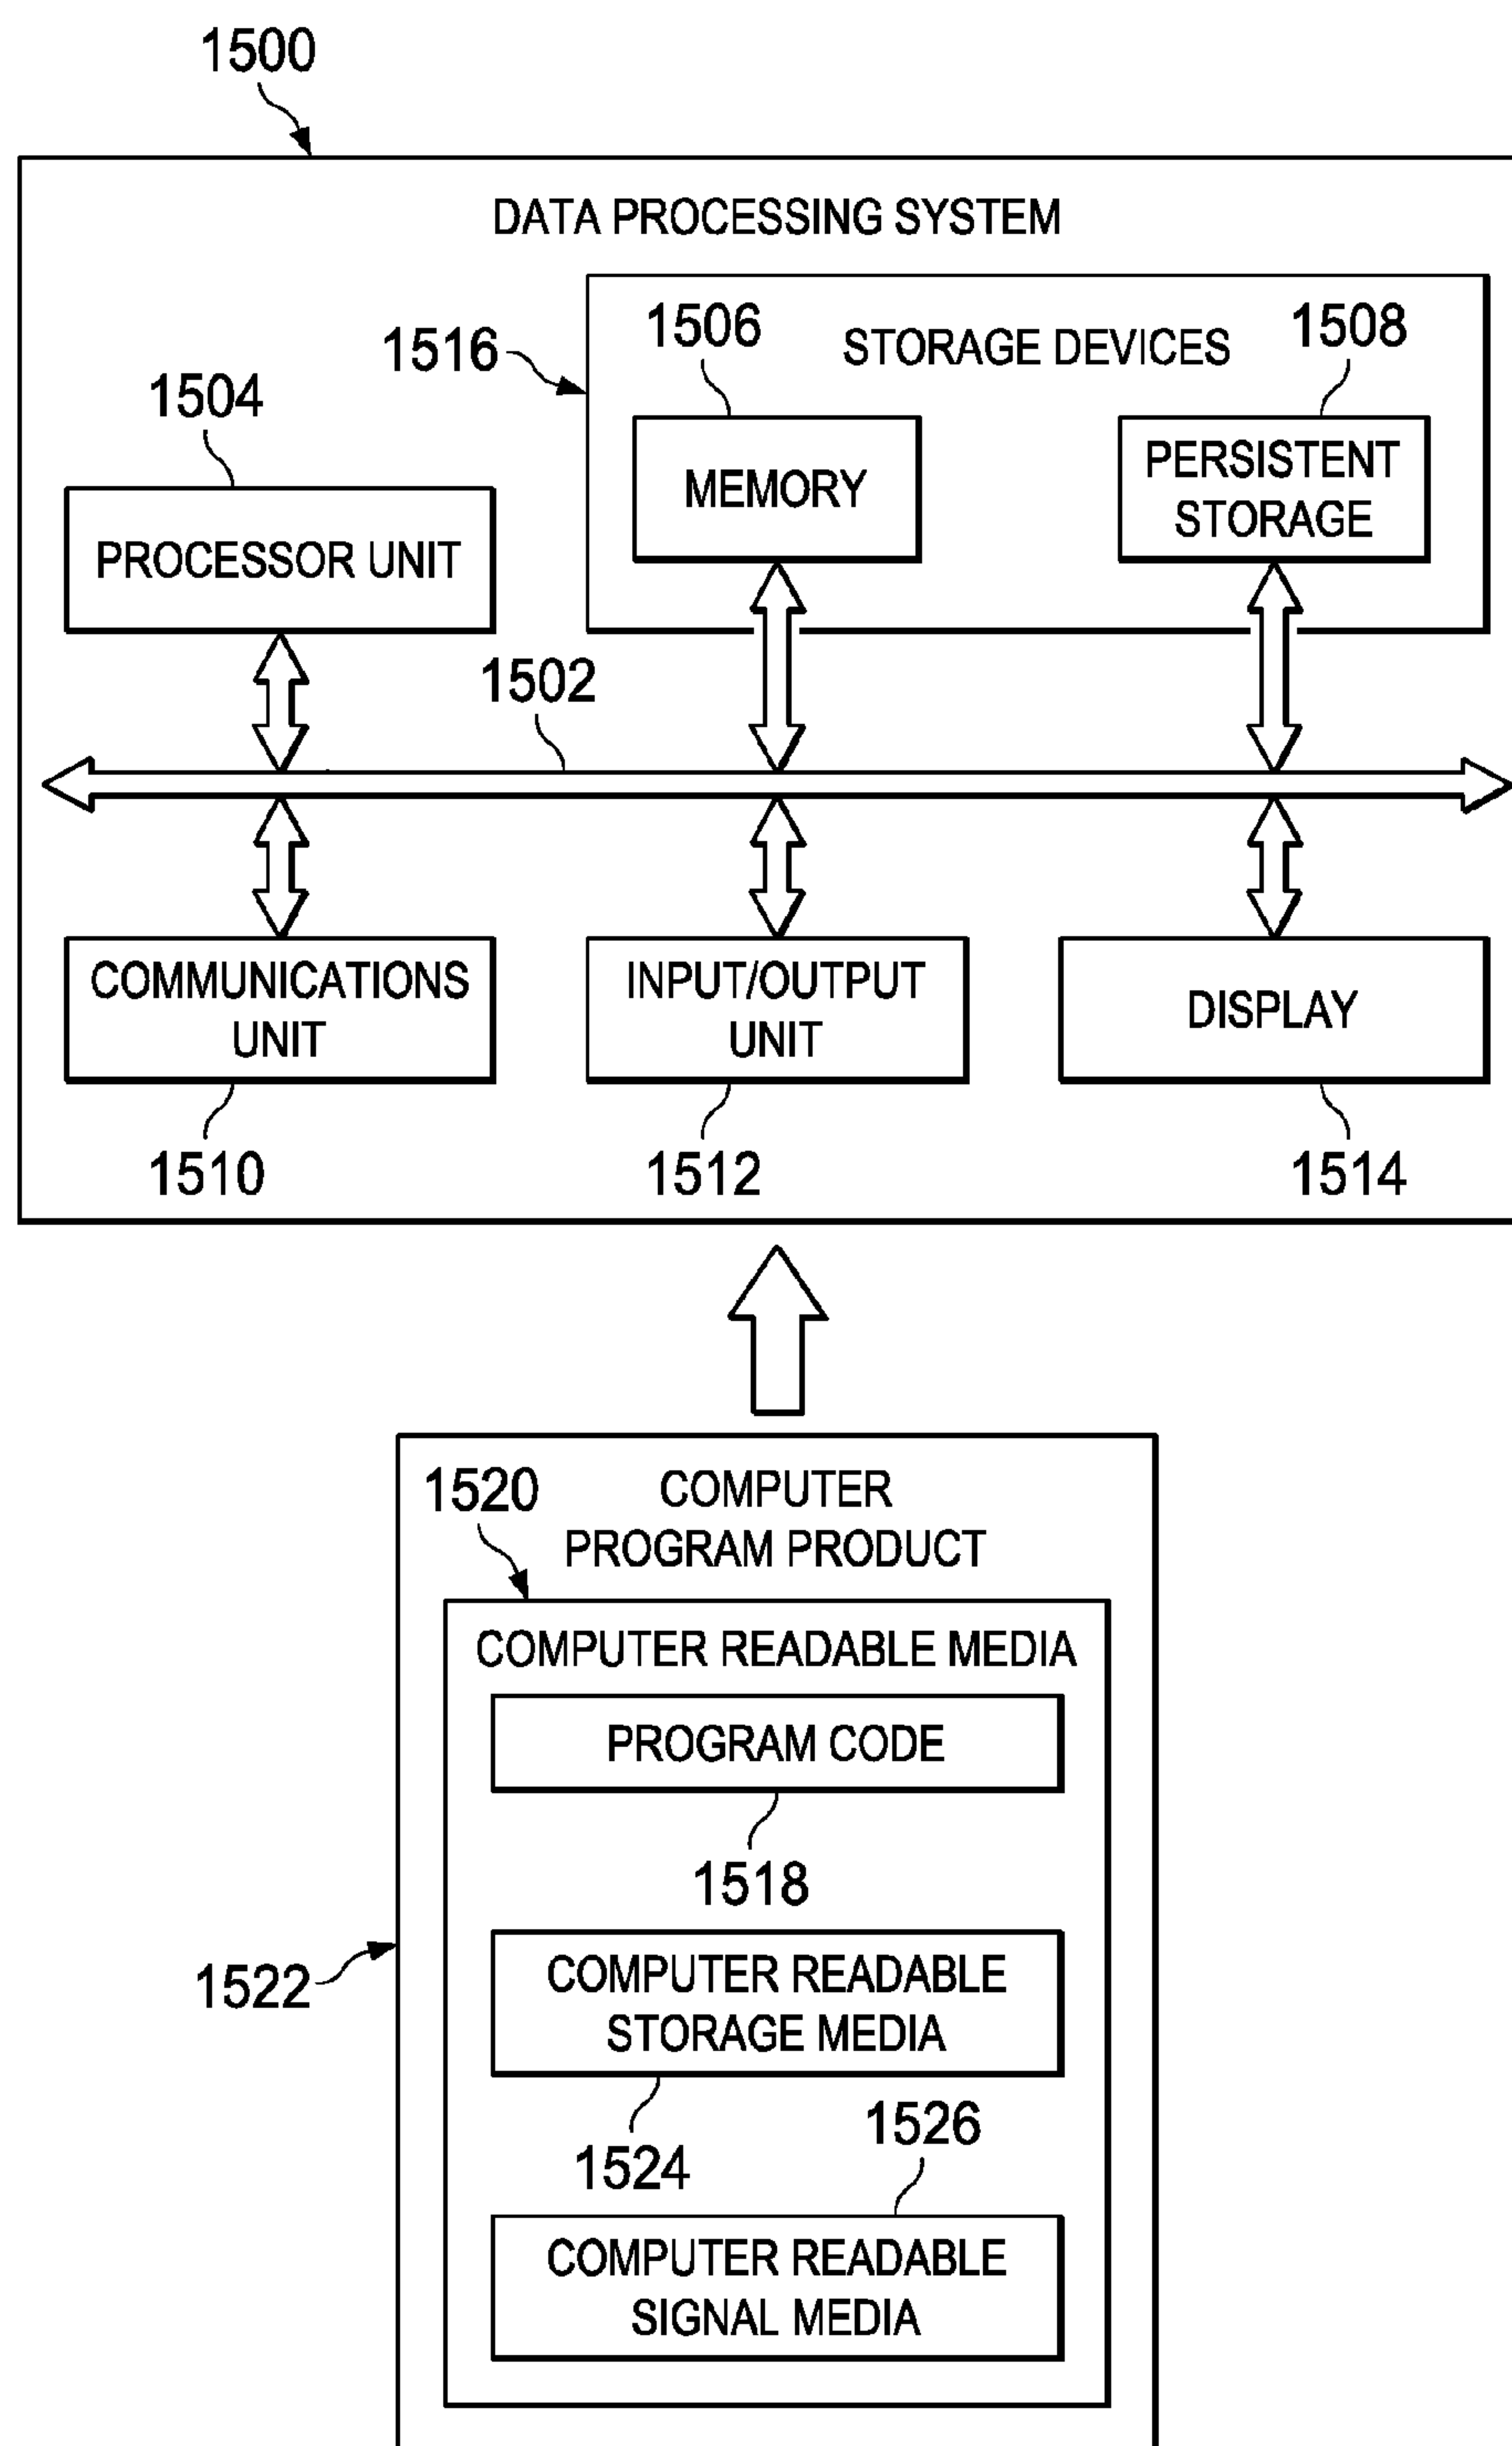 1500
DATA PROCESSING SYSTEM
1516
1506
STORAGE DEVICES
1508
1504
MEMORY
PERSISTENT
STORAGE
PROCESSOR UNIT
1502
COMMUNICATIONS
UNIT
INPUT/OUTPUT
UNIT
DISPLAY
1510
1512
1514
1520
COMPUTER
PROGRAM PRODUCT
COMPUTER READABLE MEDIA
PROGRAM CODE
1518
1522
COMPUTER READABLE
STORAGE MEDIA
1524
1526
COMPUTER READABLE
SIGNAL MEDIA